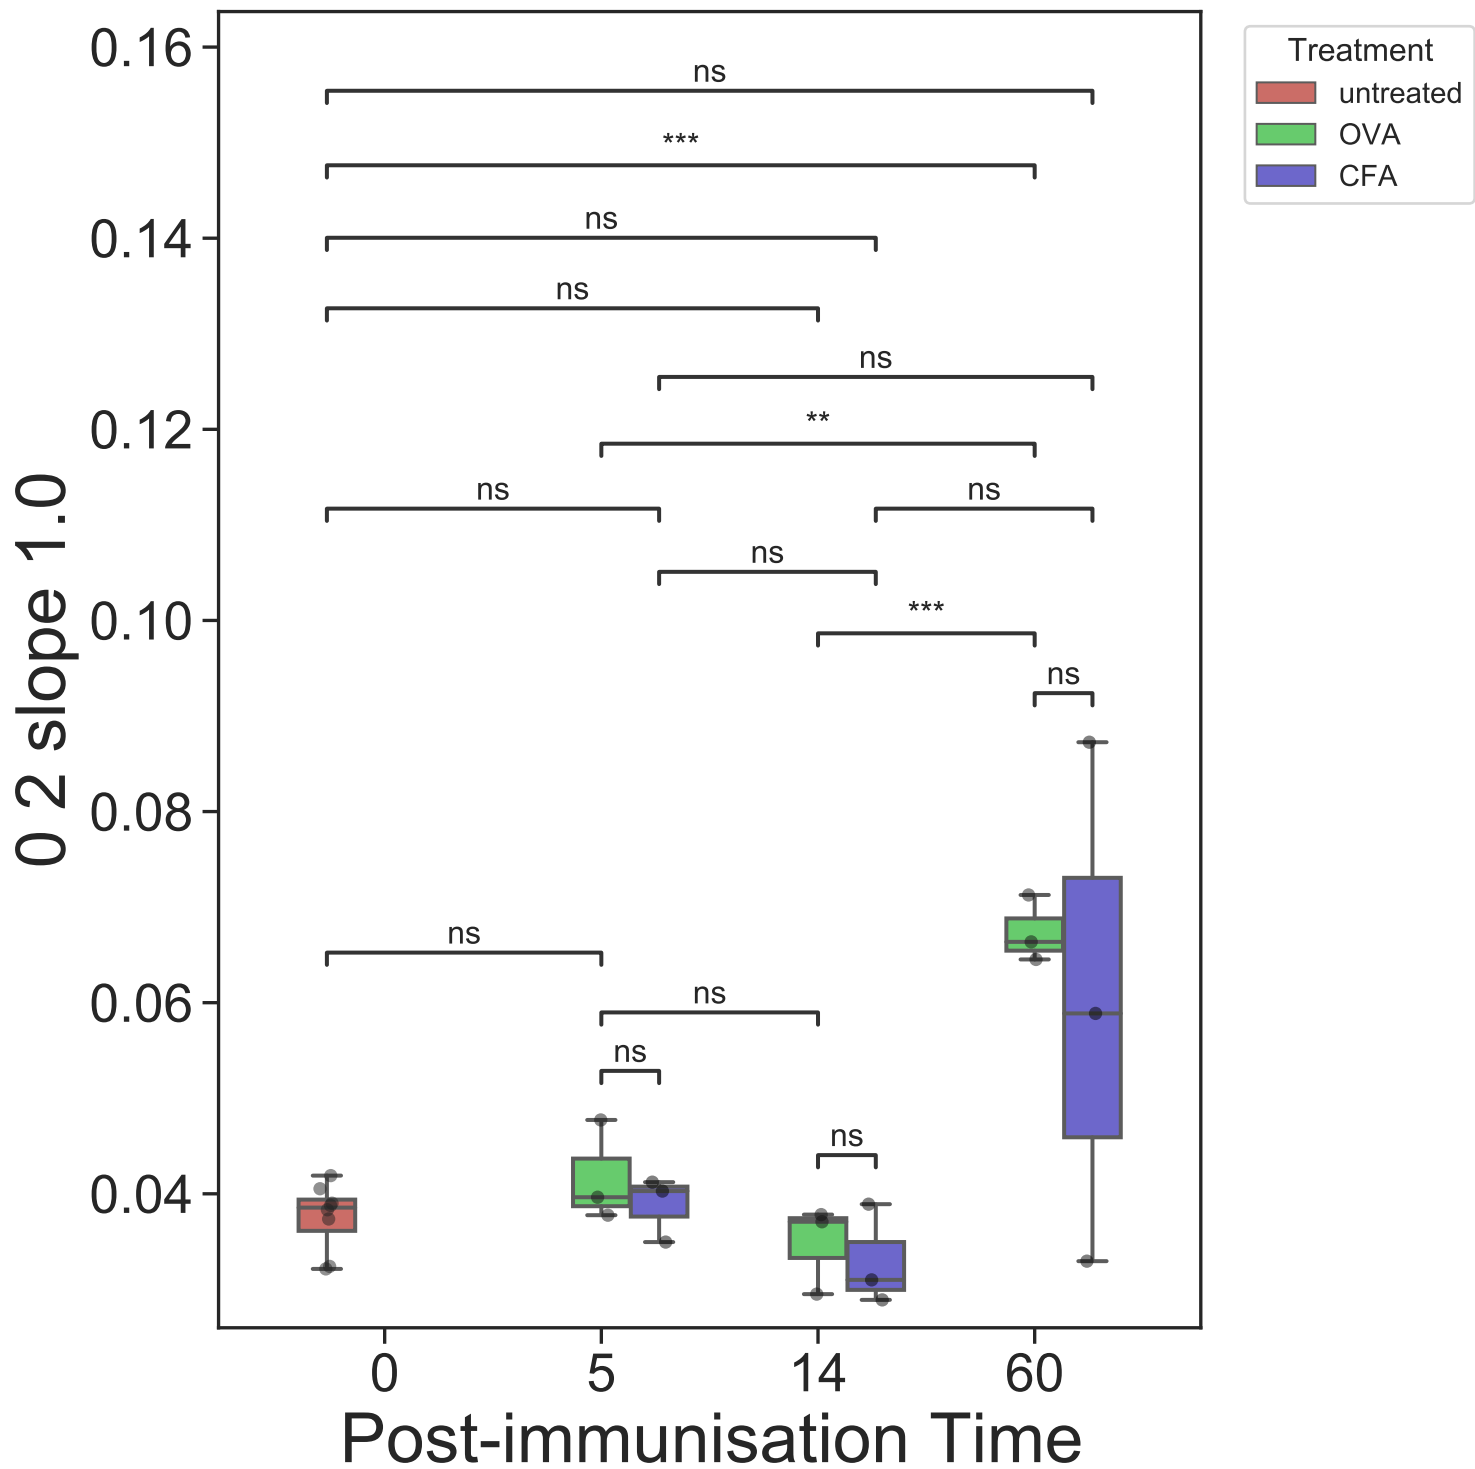 0.16
0.14
0.12
0.10
0.08
0.06
0.04
0 2 slope 1.0
ns
***
ns
ns
ns
**
ns
ns
ns
***
ns
ns
ns
ns
ns
0
5
14
60
Post-immunisation Time
Treatment
untreated
OVA
CFA